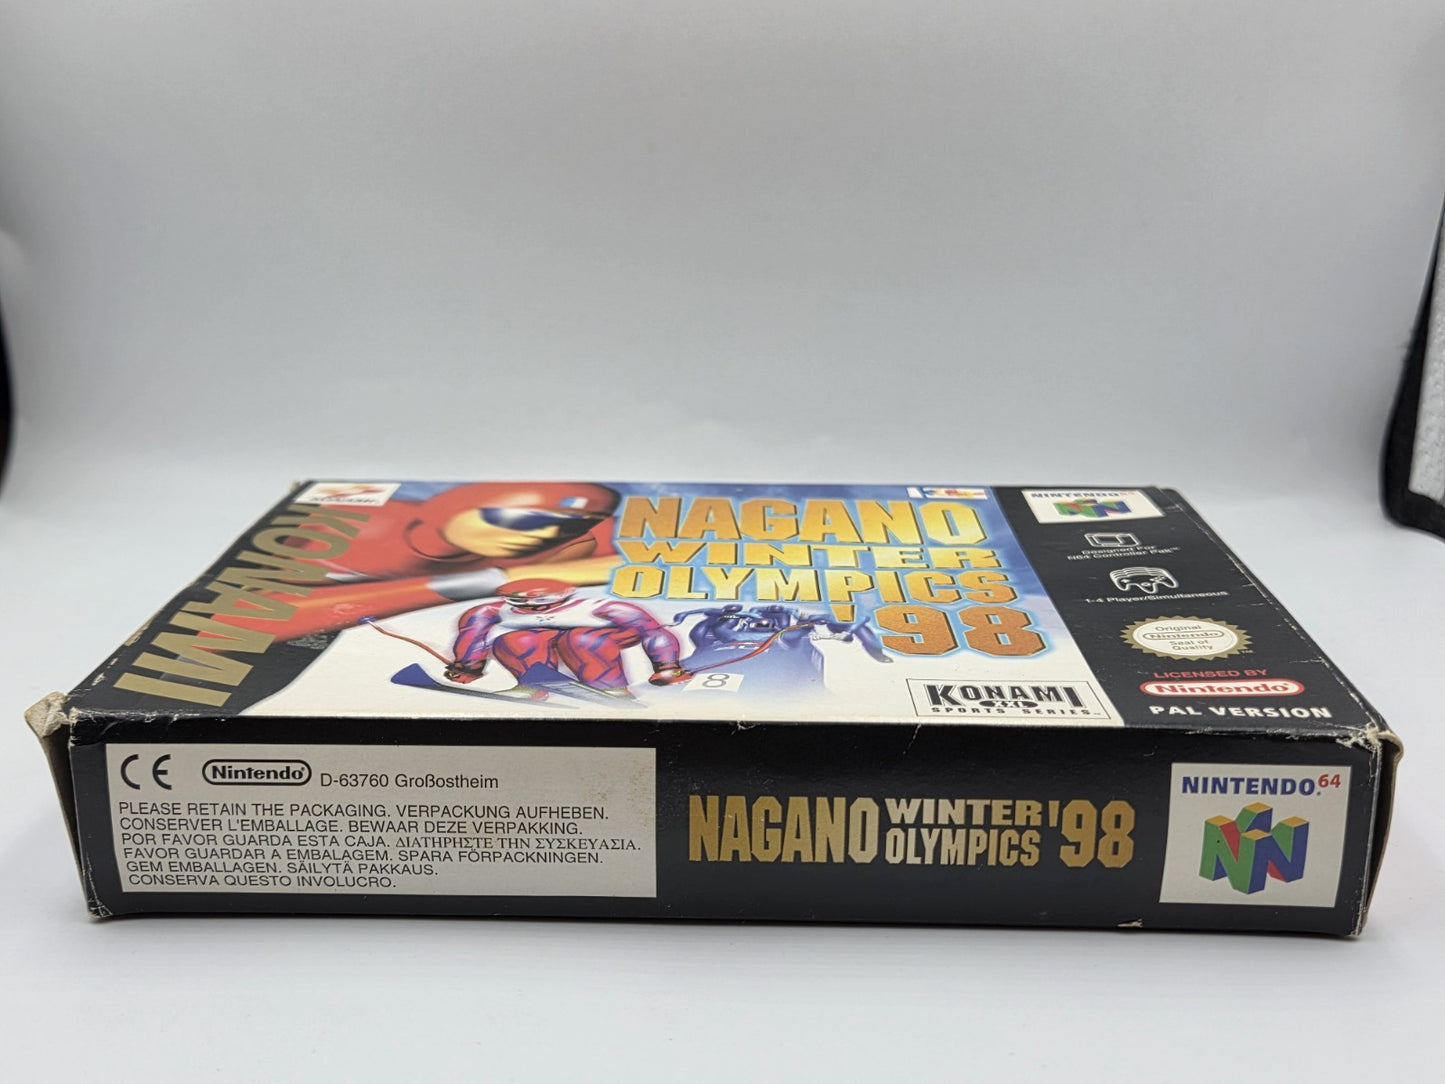 KONAMI
KONAMI
NAGANO
WINTER
OLYMPICS
'98
8
KONAMI
SPORTS SERIES
NINTENDO 64
Designed For
N64 Controller Pak™
1-4 Player/Simultaneous
Original
Nintendo
Seal of
Quality
LICENSED BY
Nintendo
PAL VERSION
CE Nintendo D-63760 Großostheim
PLEASE RETAIN THE PACKAGING. VERPACKUNG AUFHEBEN.
CONSERVER L'EMBALLAGE. BEWAAR DEZE VERPAKKING.
POR FAVOR GUARDA ESTA CAJA. ΔΙΑΤΗΡΗΣΤΕ ΤΗΝ ΣΥΣΚΕΥΑΣΙΑ.
FAVOR GUARDAR A EMBALAGEM. SPARA FÖRPACKNINGEN.
GEM EMBALLAGEN. SÄILYTÄ PAKKAUS.
CONSERVA QUESTO INVOLUCRO.
NAGANO WINTER OLYMPICS '98
NINTENDO 64